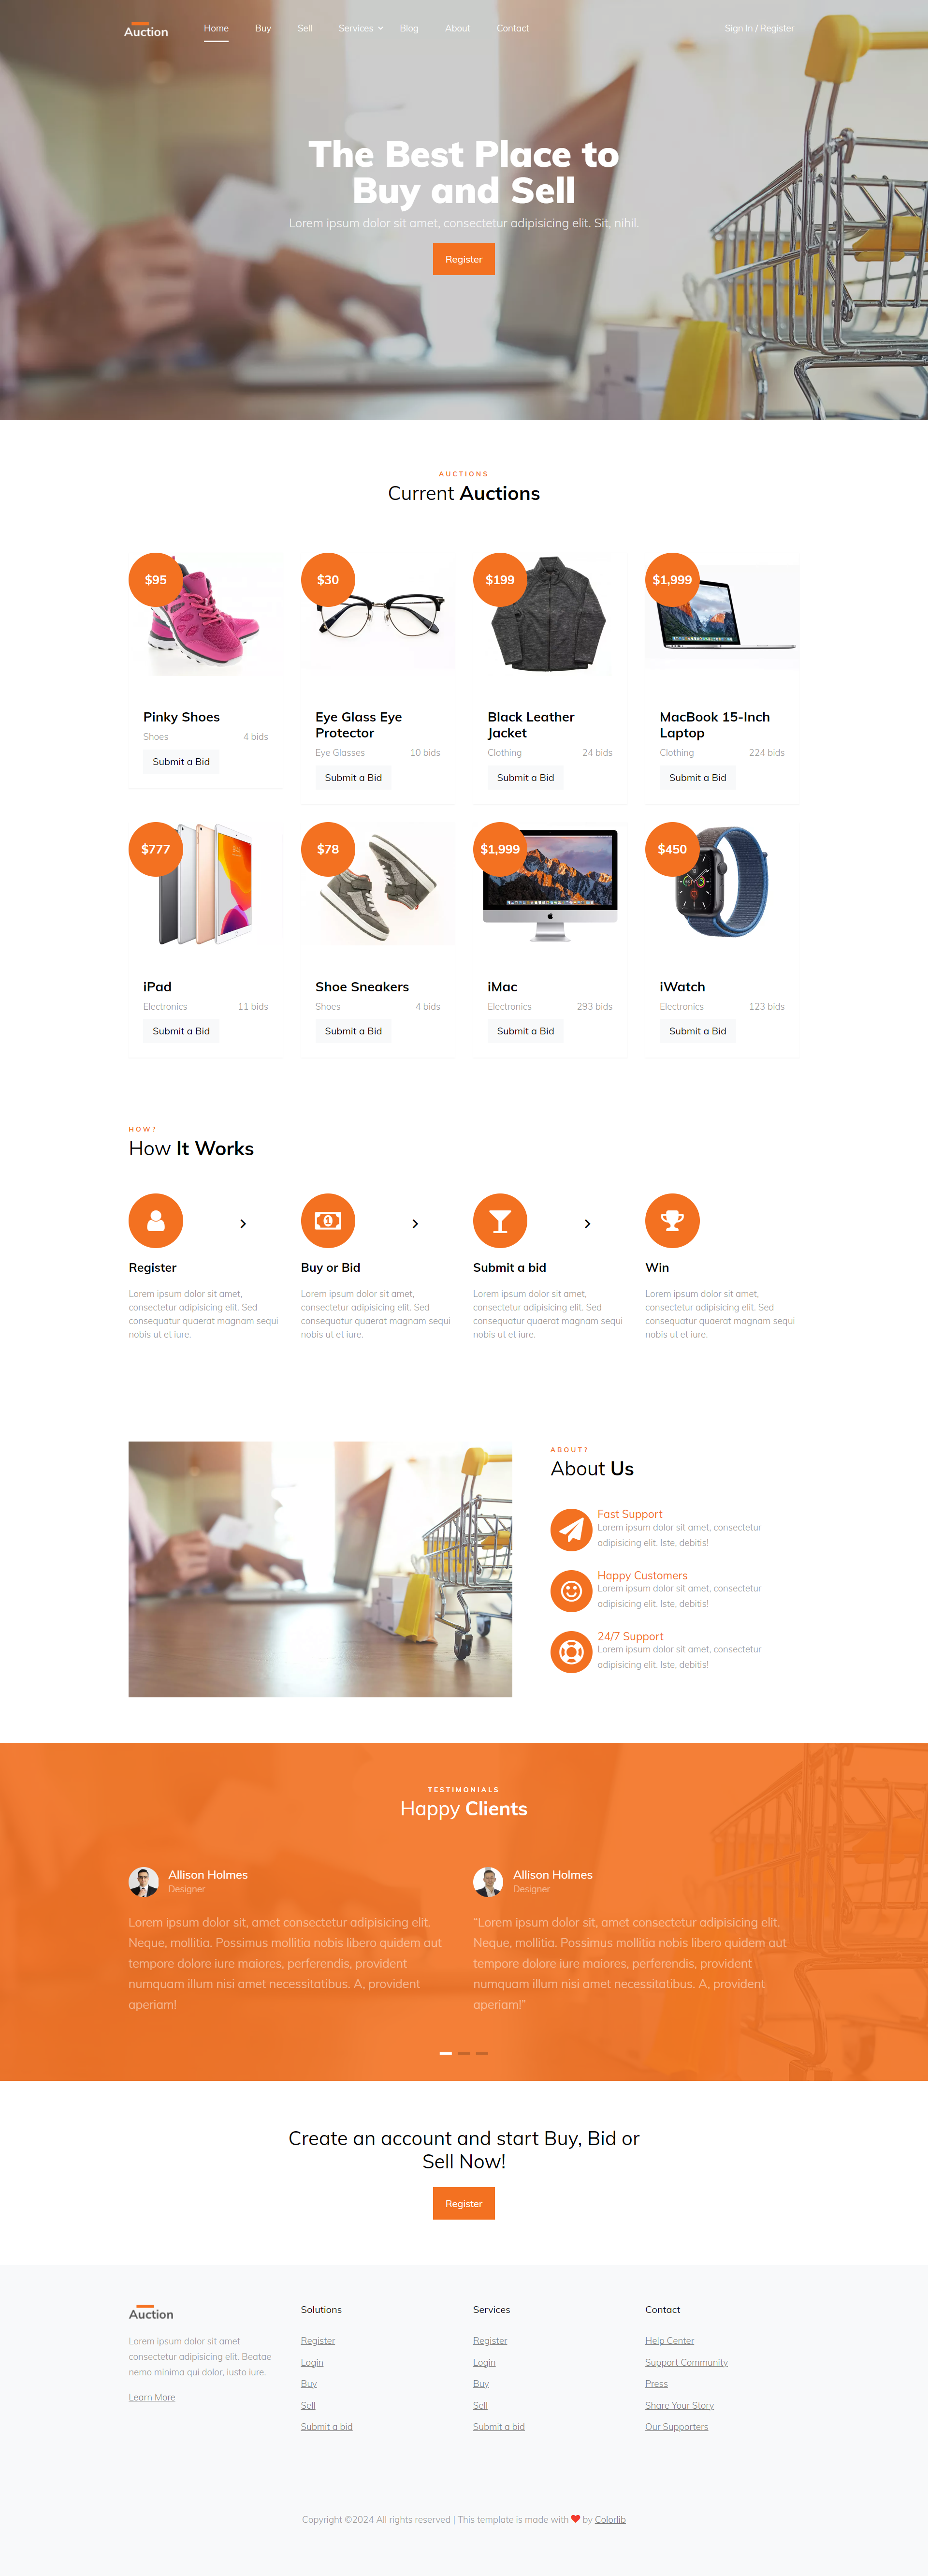 Auction
Home Buy Sell Services Blog About Contact Sign In / Register
The Best Place to
Buy and Sell
Lorem ipsum dolor sit amet, consectetur adipisicing elit. Sit, nihil.
Register
AUCTIONS
Current Auctions
$95
$30
$199
$1,999
Pinky Shoes
Shoes 4 bids
Submit a Bid
Eye Glass Eye
Protector
Eye Glasses 10 bids
Submit a Bid
Black Leather
Jacket
Clothing 24 bids
Submit a Bid
MacBook 15-Inch
Laptop
Clothing 224 bids
Submit a Bid
$777
$78
$1,999
$450
iPad
Electronics 11 bids
Submit a Bid
Shoe Sneakers
Shoes 4 bids
Submit a Bid
iMac
Electronics 293 bids
Submit a Bid
iWatch
Electronics 123 bids
Submit a Bid
HOW?
How It Works
Register
Lorem ipsum dolor sit amet,
consectetur adipisicing elit. Sed
consequatur quaerat magnam sequi
nobis ut et iure.
Buy or Bid
Lorem ipsum dolor sit amet,
consectetur adipisicing elit. Sed
consequatur quaerat magnam sequi
nobis ut et iure.
Submit a bid
Lorem ipsum dolor sit amet,
consectetur adipisicing elit. Sed
consequatur quaerat magnam sequi
nobis ut et iure.
Win
Lorem ipsum dolor sit amet,
consectetur adipisicing elit. Sed
consequatur quaerat magnam sequi
nobis ut et iure.
ABOUT?
About Us
Fast Support
Lorem ipsum dolor sit amet, consectetur
adipisicing elit. Iste, debitis!
Happy Customers
Lorem ipsum dolor sit amet, consectetur
adipisicing elit. Iste, debitis!
24/7 Support
Lorem ipsum dolor sit amet, consectetur
adipisicing elit. Iste, debitis!
TESTIMONIALS
Happy Clients
Allison Holmes
Designer
Lorem ipsum dolor sit, amet consectetur adipisicing elit.
Neque, mollitia. Possimus mollitia nobis libero quidem aut
tempore dolore iure maiores, perferendis, provident
numquam illum nisi amet necessitatibus. A, provident
aperiam!
Allison Holmes
Designer
“Lorem ipsum dolor sit, amet consectetur adipisicing elit.
Neque, mollitia. Possimus mollitia nobis libero quidem aut
tempore dolore iure maiores, perferendis, provident
numquam illum nisi amet necessitatibus. A, provident
aperiam!”
Create an account and start Buy, Bid or
Sell Now!
Register
Auction
Lorem ipsum dolor sit amet
consectetur adipisicing elit. Beatae
nemo minima qui dolor, iusto iure.
Learn More
Solutions
Register
Login
Buy
Sell
Submit a bid
Services
Register
Login
Buy
Sell
Submit a bid
Contact
Help Center
Support Community
Press
Share Your Story
Our Supporters
Copyright ©2024 All rights reserved | This template is made with ❤ by Colorlib